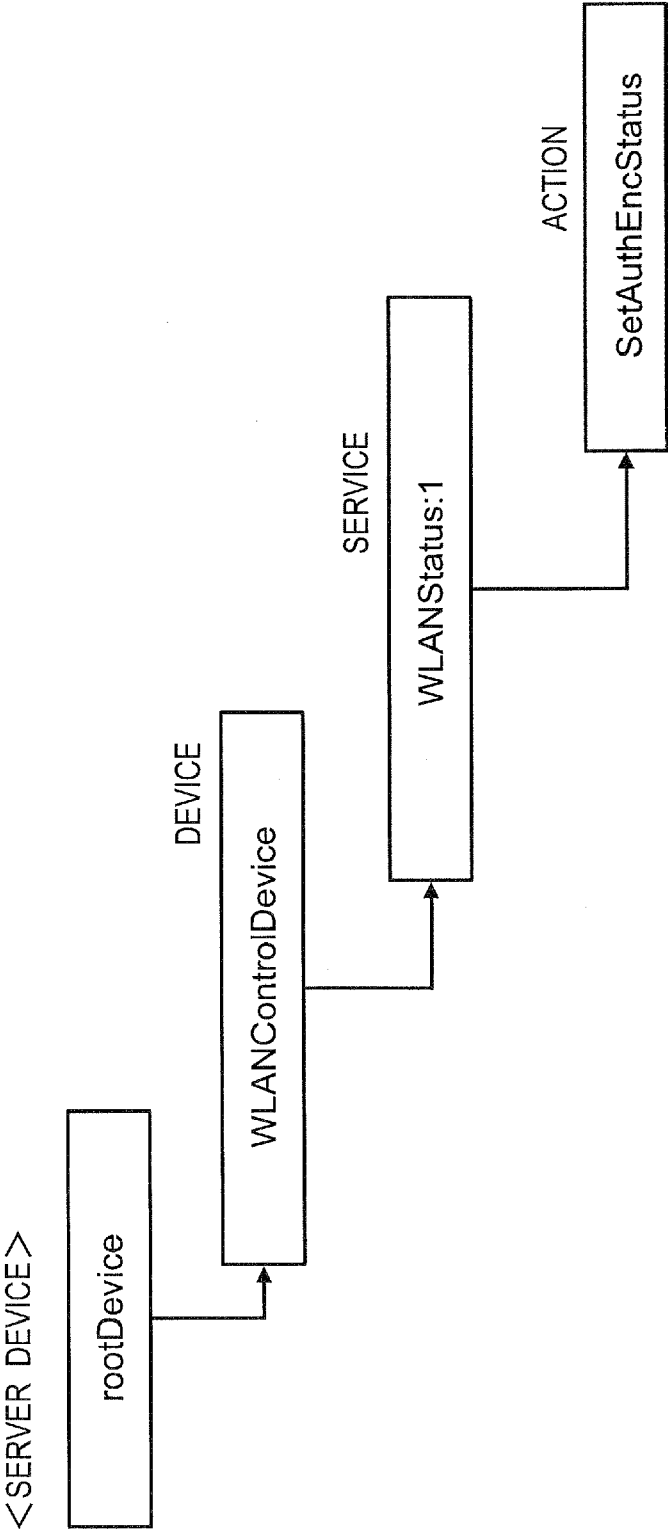 <SERVER DEVICE>
rootDevice
DEVICE
WLANControlDevice
SERVICE
WLANStatus:1
ACTION
SetAuthEncStatus